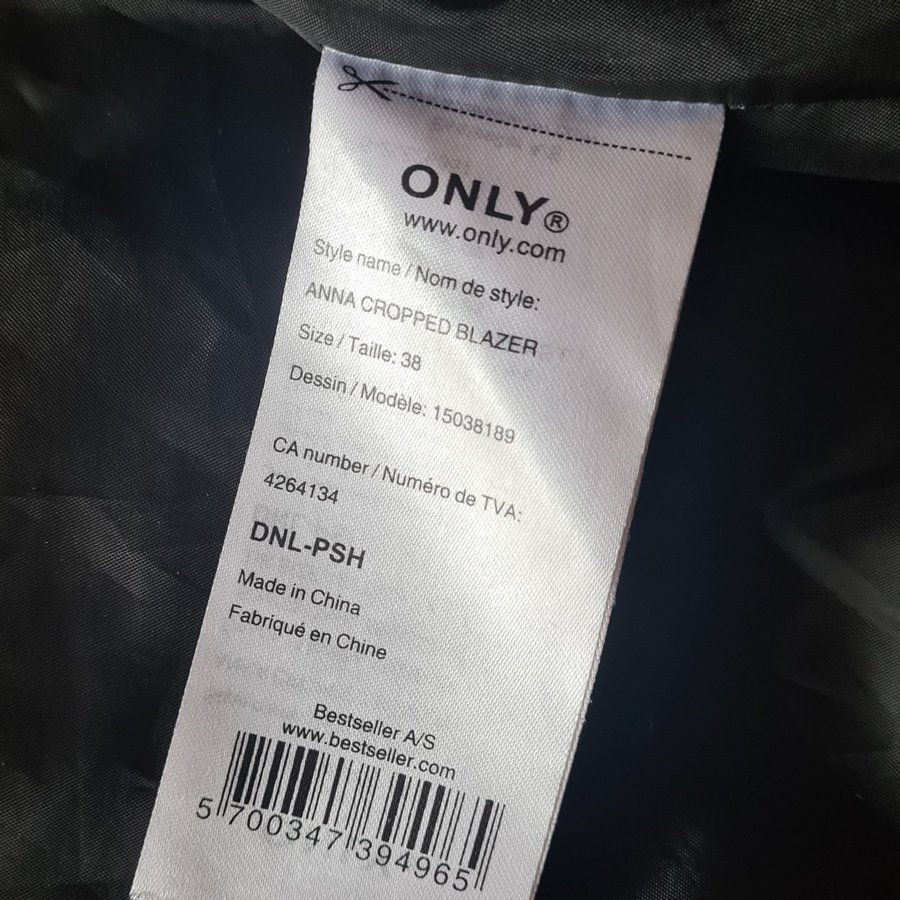 ONLY®
www.only.com
Style name / Nom de style:
ANNA CROPPED BLAZER
Size / Taille: 38
Dessin / Modèle: 15038189
CA number / Numéro de TVA:
4264134
DNL-PSH
Made in China
Fabriqué en Chine
Bestseller A/S
www.bestseller.com
5 700347 394965